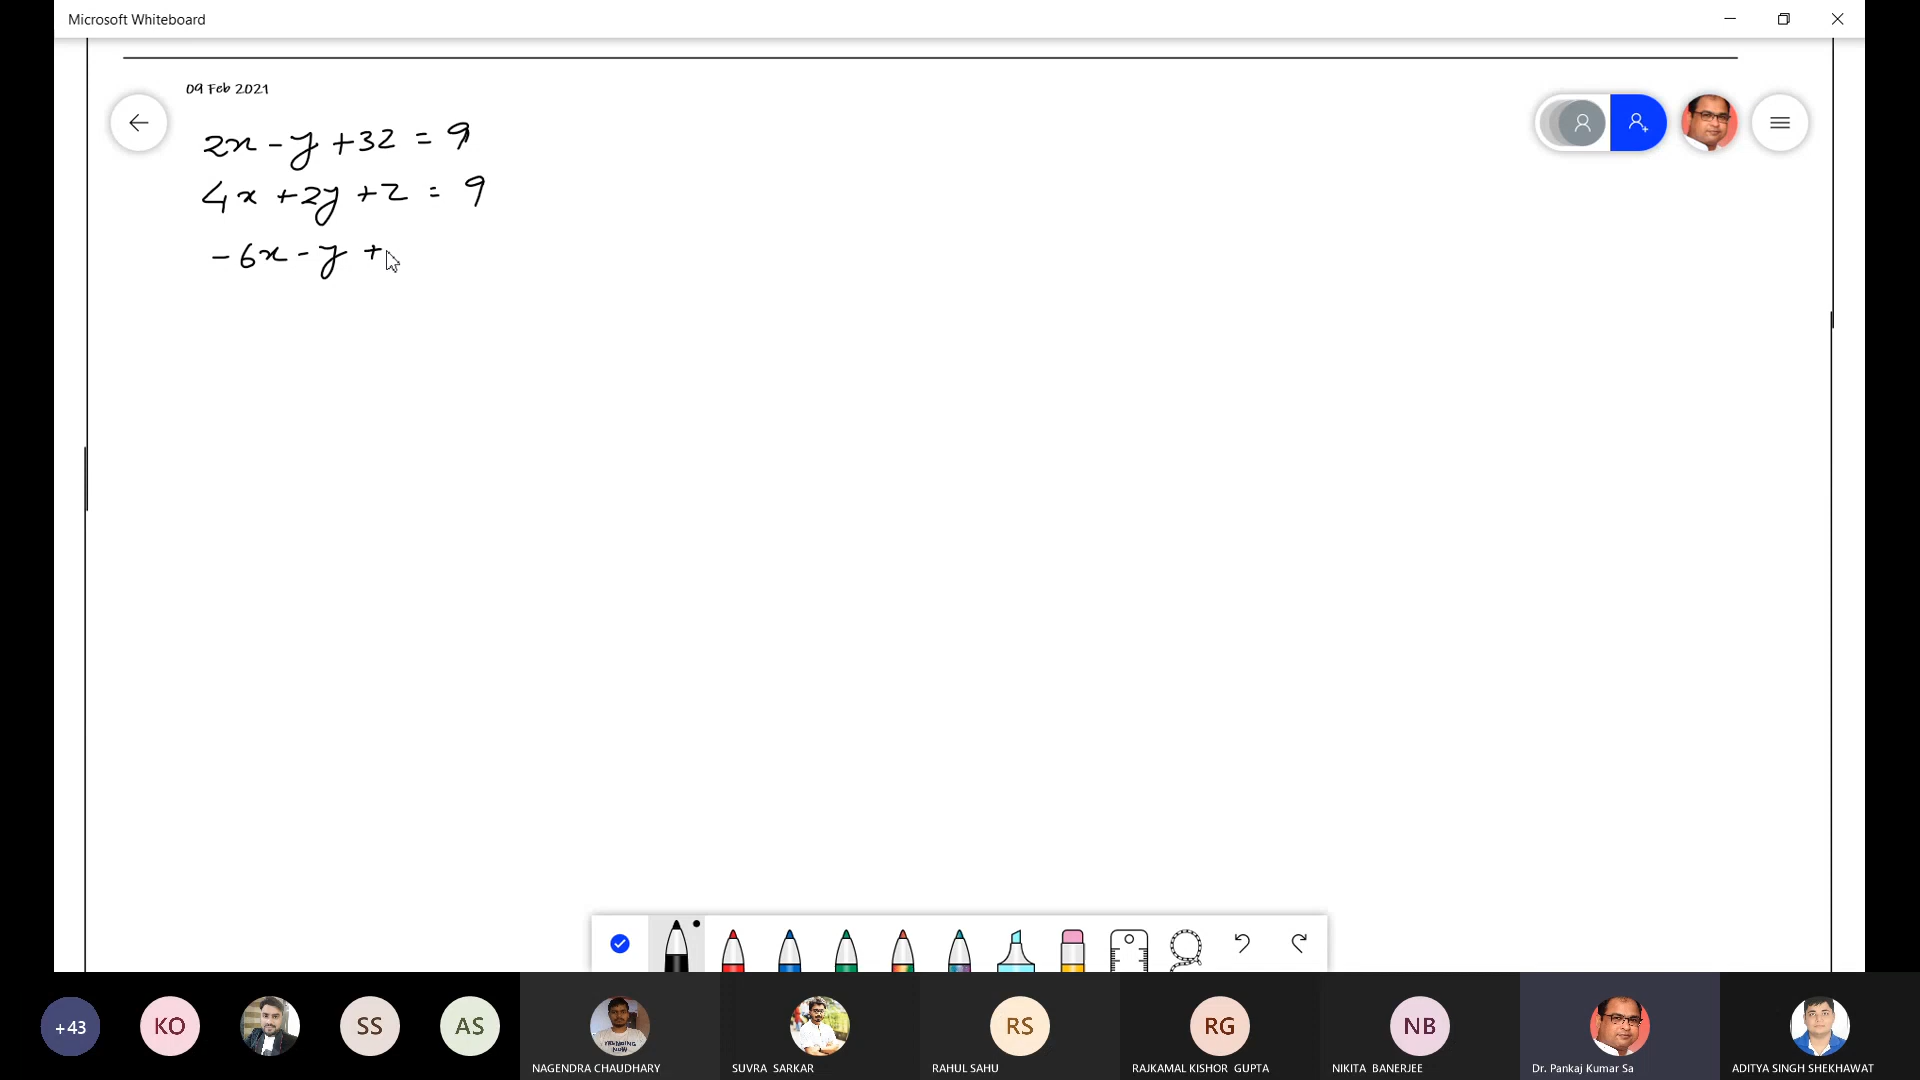 Microsoft Whiteboard
09 Feb 2021
2x - y + 3z = 9
4x + 2y + z = 9
- 6x - y +
+43
KO
SS
AS
RS
RG
NB
NAGENDRA CHAUDHARY
SUVRA SARKAR
RAHUL SAHU
RAJKAMAL KISHOR GUPTA
NIKITA BANERJEE
Dr. Pankaj Kumar Sa
ADITYA SINGH SHEKHAWAT